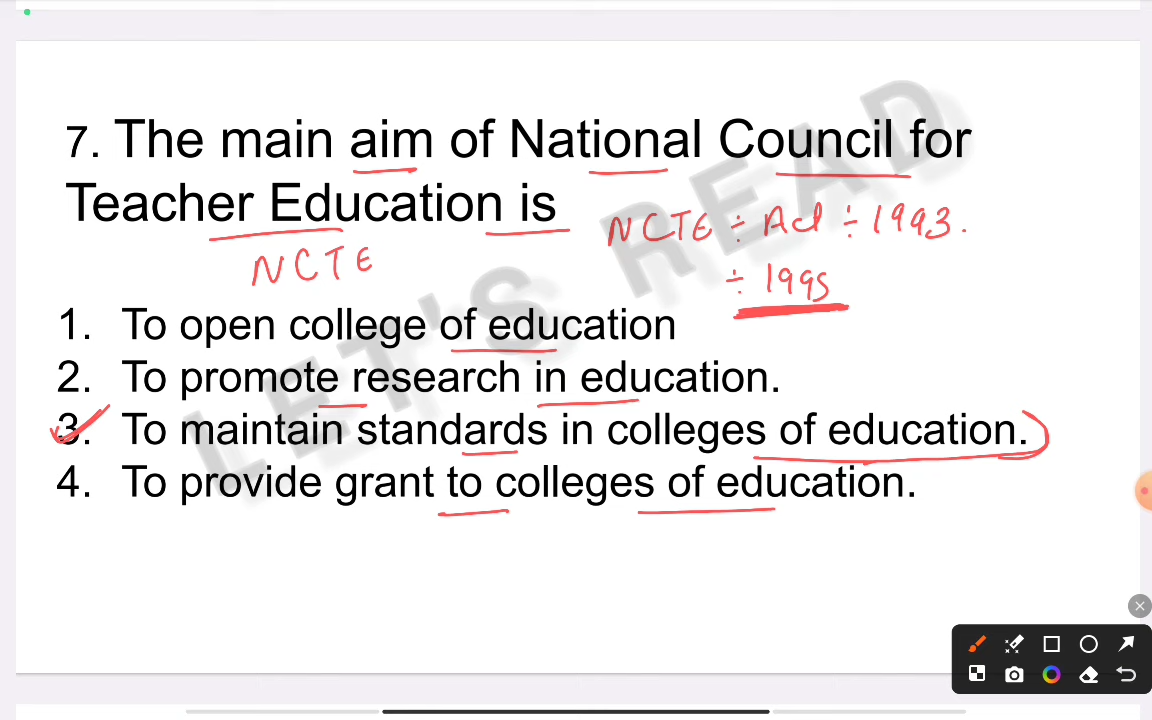 7. The main aim of National Council for
Teacher Education is
NCTE ÷ Act ÷ 1993.
NCTE
÷ 1995
1. To open college of education
2. To promote research in education.
3. To maintain standards in colleges of education.
4. To provide grant to colleges of education.
LET'S READ